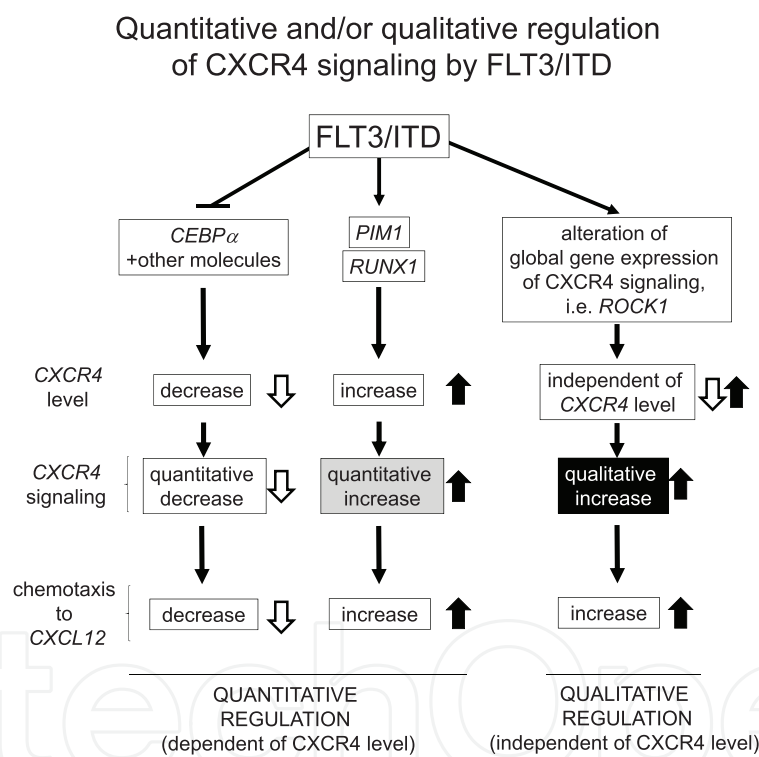 Quantitative and/or qualitative regulation
of CXCR4 signaling by FLT3/ITD
FLT3/ITD
CEBPα
+other molecules
PIM1
RUNX1
alteration of
global gene expression
of CXCR4 signaling,
i.e. ROCK1
CXCR4
level
decrease
increase
independent of
CXCR4 level
CXCR4
signaling
quantitative
decrease
quantitative
increase
qualitative
increase
chemotaxis
to
CXCL12
decrease
increase
increase
QUANTITATIVE
REGULATION
(dependent of CXCR4 level)
QUALITATIVE
REGULATION
(independent of CXCR4 level)